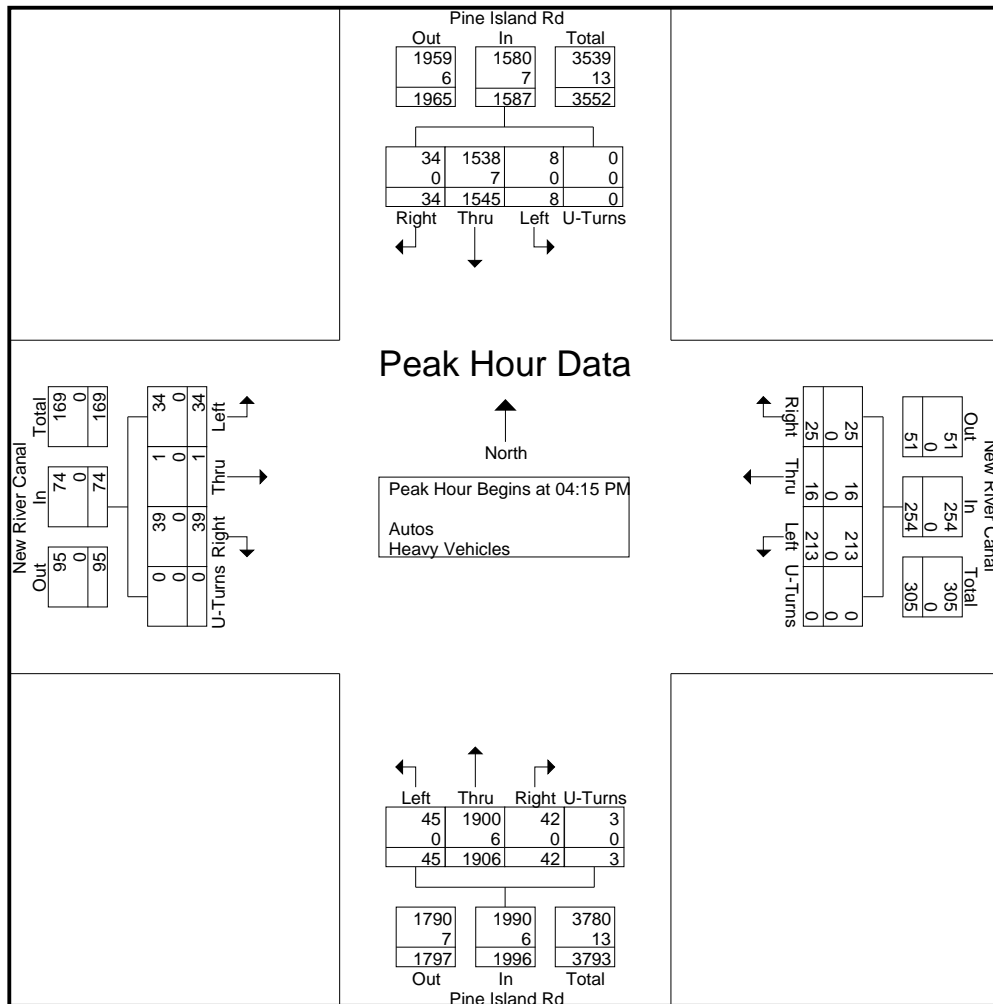 Pine Island Rd
Out In Total
1959 1580 3539
6 7 13
1965 1587 3552
34 1538 8 0
0 7 0 0
34 1545 8 0
Right Thru Left U-Turns
Peak Hour Data
North
Peak Hour Begins at 04:15 PM
Autos
Heavy Vehicles
New River Canal
Total In Out
169 74 95
0 0 0
169 74 95
34 1 39 0
0 0 0 0
34 1 39 0
Left Thru Right U-Turns
Right Thru Left U-Turns
25 16 213 0
0 0 0 0
25 16 213 0
51 254 305
0 0 0
51 254 305
Out In Total
New River Canal
Left Thru Right U-Turns
45 1900 42 3
0 6 0 0
45 1906 42 3
1790 1990 3780
7 6 13
1797 1996 3793
Out In Total
Pine Island Rd